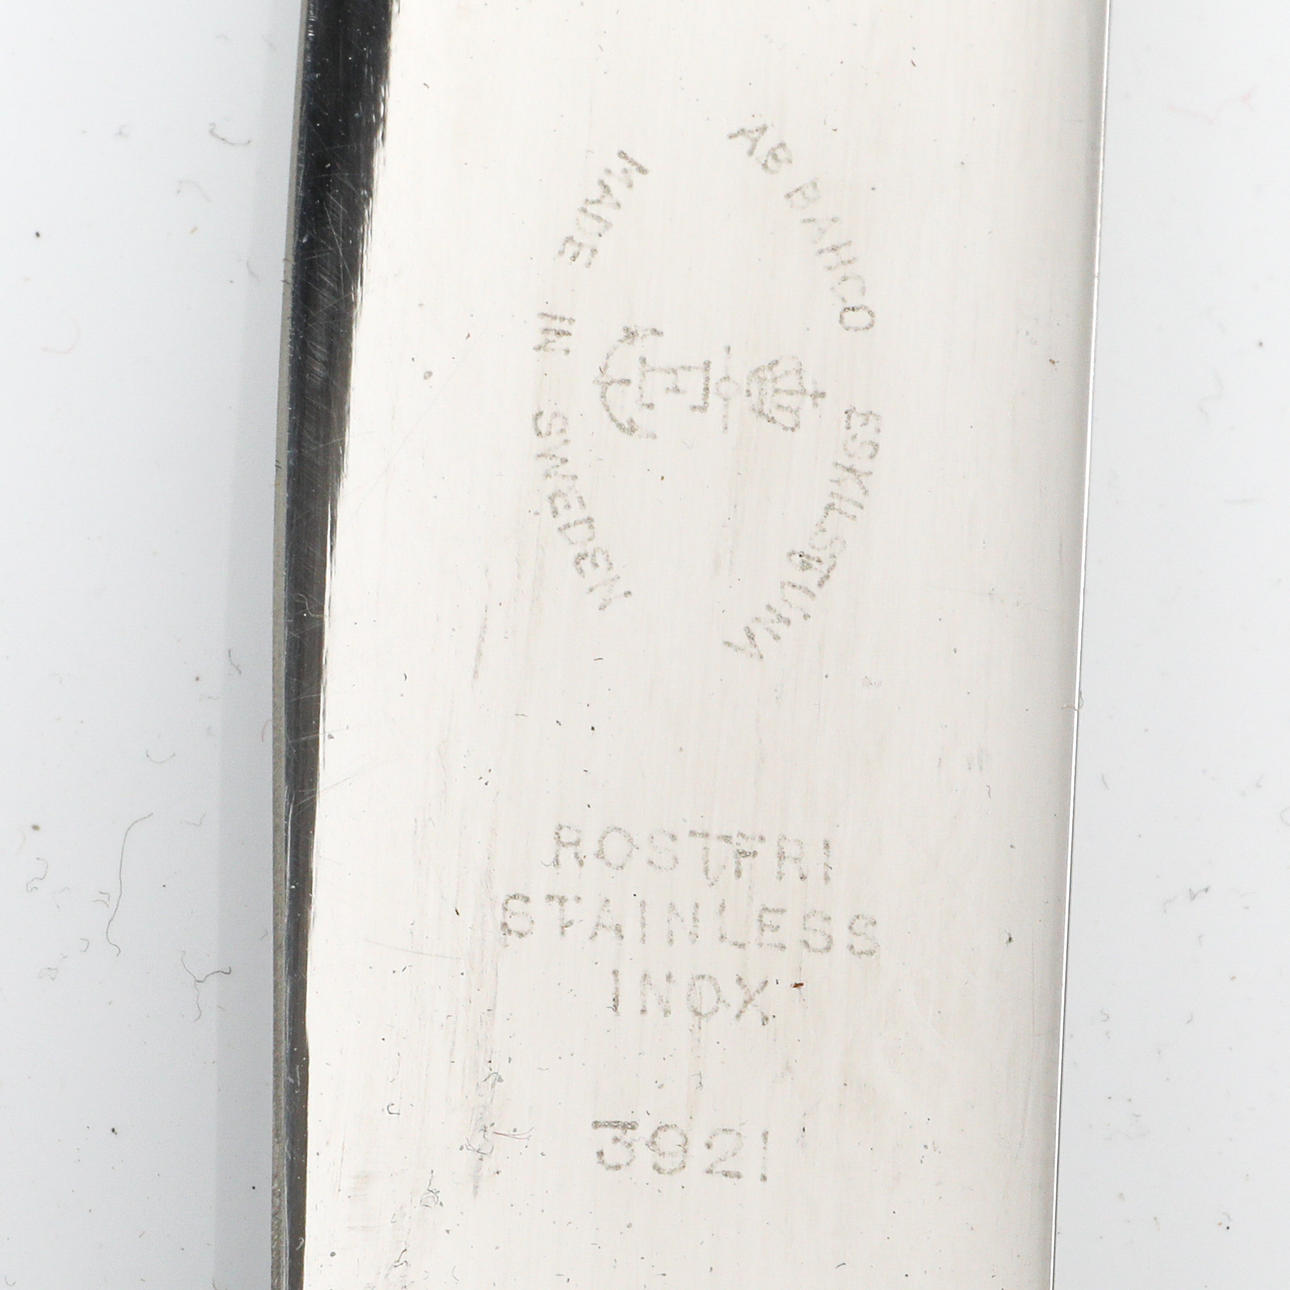 AB BAHCO ESKILSTUNA
MADE IN SWEDEN
ROSTFRI
STAINLESS
INOX
3921